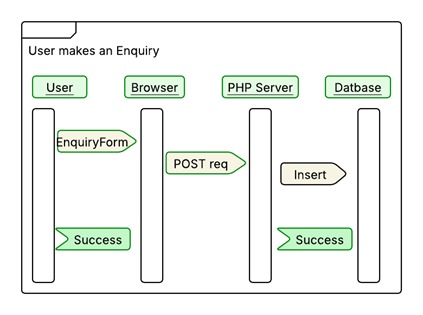 User makes an Enquiry
User Browser PHP Server Datbase
EnquiryForm
POST req
Insert
Success Success